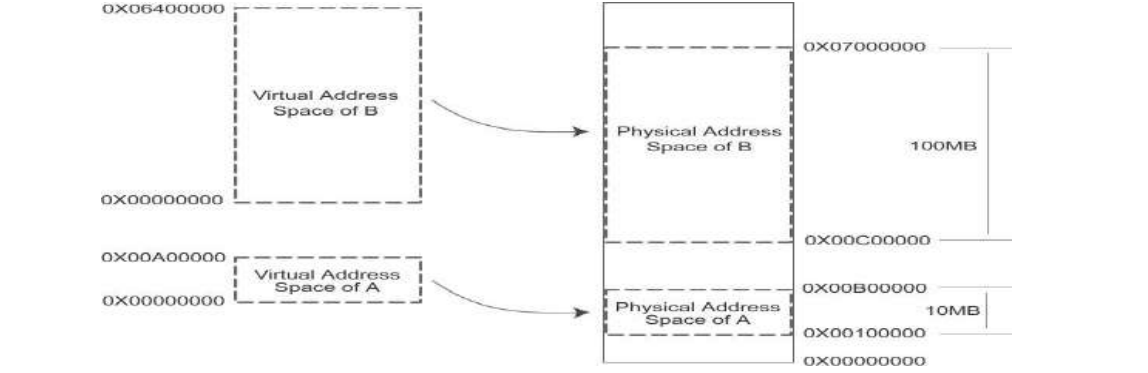 0X06400000
Virtual Address
Space of B
0X00000000
0X00A00000
Virtual Address
Space of A
0X00000000
0X07000000
Physical Address
Space of B
100MB
0X00C00000
0X00B00000
Physical Address
Space of A
10MB
0X00100000
0X00000000